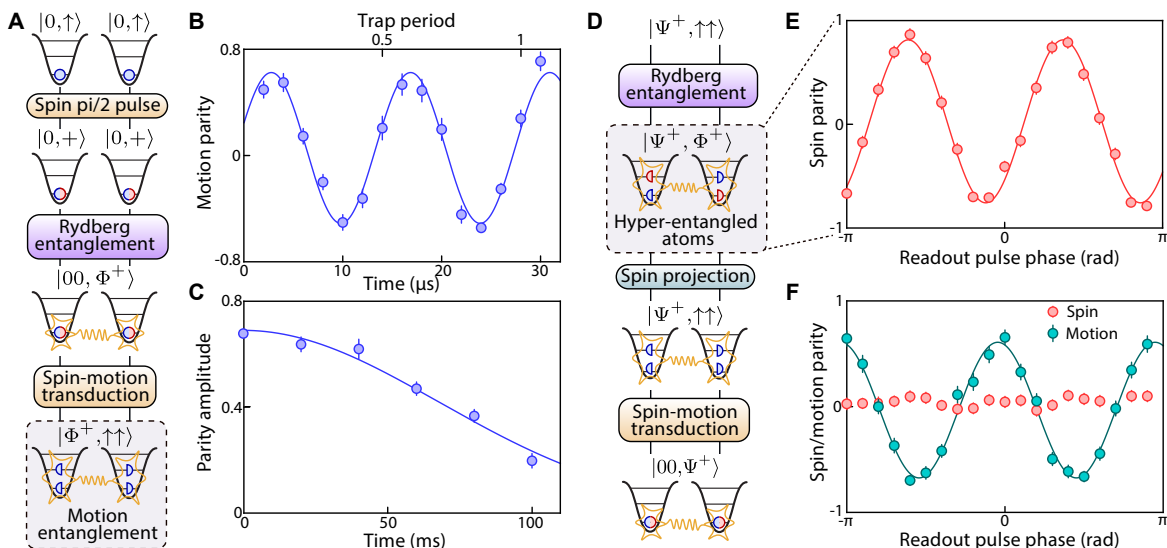 A
|0,↑⟩ |0,↑⟩
Spin pi/2 pulse
|0,+⟩ |0,+⟩
Rydberg
entanglement
|00, Φ⁺⟩
Spin-motion
transduction
|Φ⁺,↑↑⟩
Motion
entanglement
B
Trap period
0.5 1
0.8
0
-0.8
Motion parity
10 20 30
Time (μs)
C
0.8
0.4
0
Parity amplitude
0 50 100
Time (ms)
D
|Ψ⁺,↑↑⟩
Rydberg
entanglement
|Ψ⁺, Φ⁺⟩
Hyper-entangled
atoms
Spin projection
|Ψ⁺,↑↑⟩
Spin-motion
transduction
|00,Ψ⁺⟩
E
1
0
-1
Spin parity
-π 0 π
Readout pulse phase (rad)
F
1
0
-1
Spin/motion parity
Spin
Motion
-π 0 π
Readout pulse phase (rad)